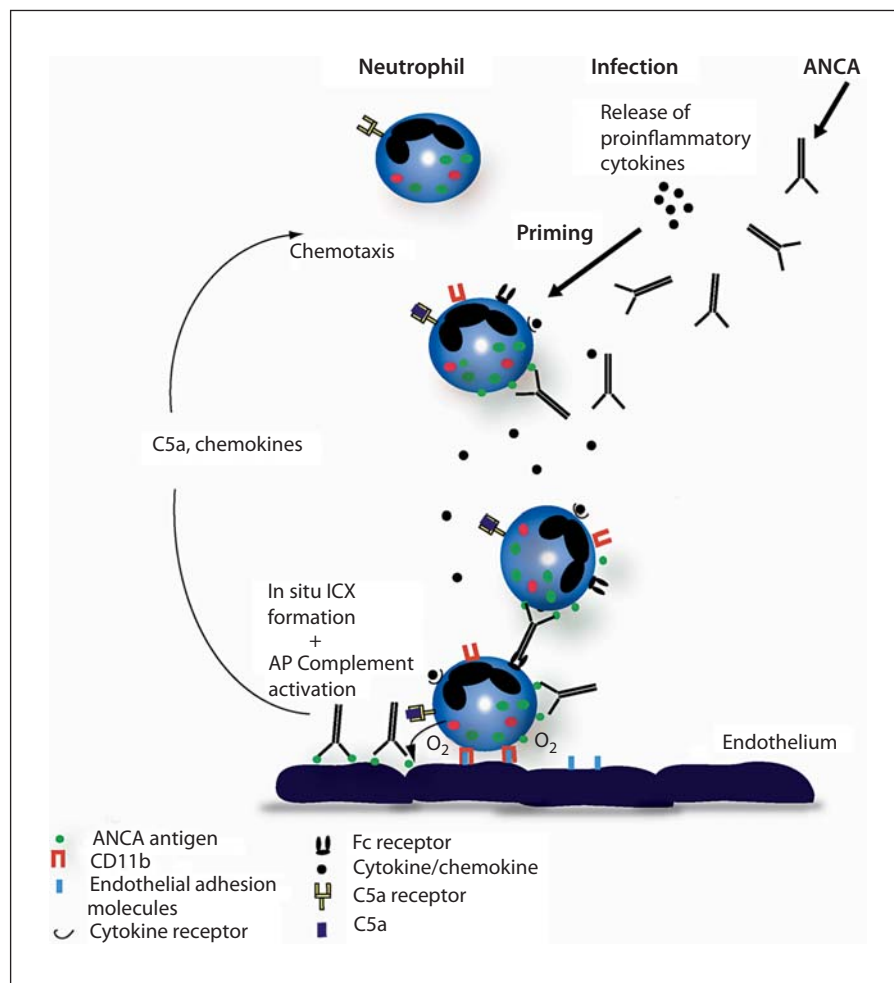 Neutrophil
Infection
ANCA
Release of
proinflammatory
cytokines
Priming
Chemotaxis
C5a, chemokines
In situ ICX
formation
+
AP Complement
activation
O2
O2
Endothelium
ANCA antigen
CD11b
Endothelial adhesion
molecules
Cytokine receptor
Fc receptor
Cytokine/chemokine
C5a receptor
C5a